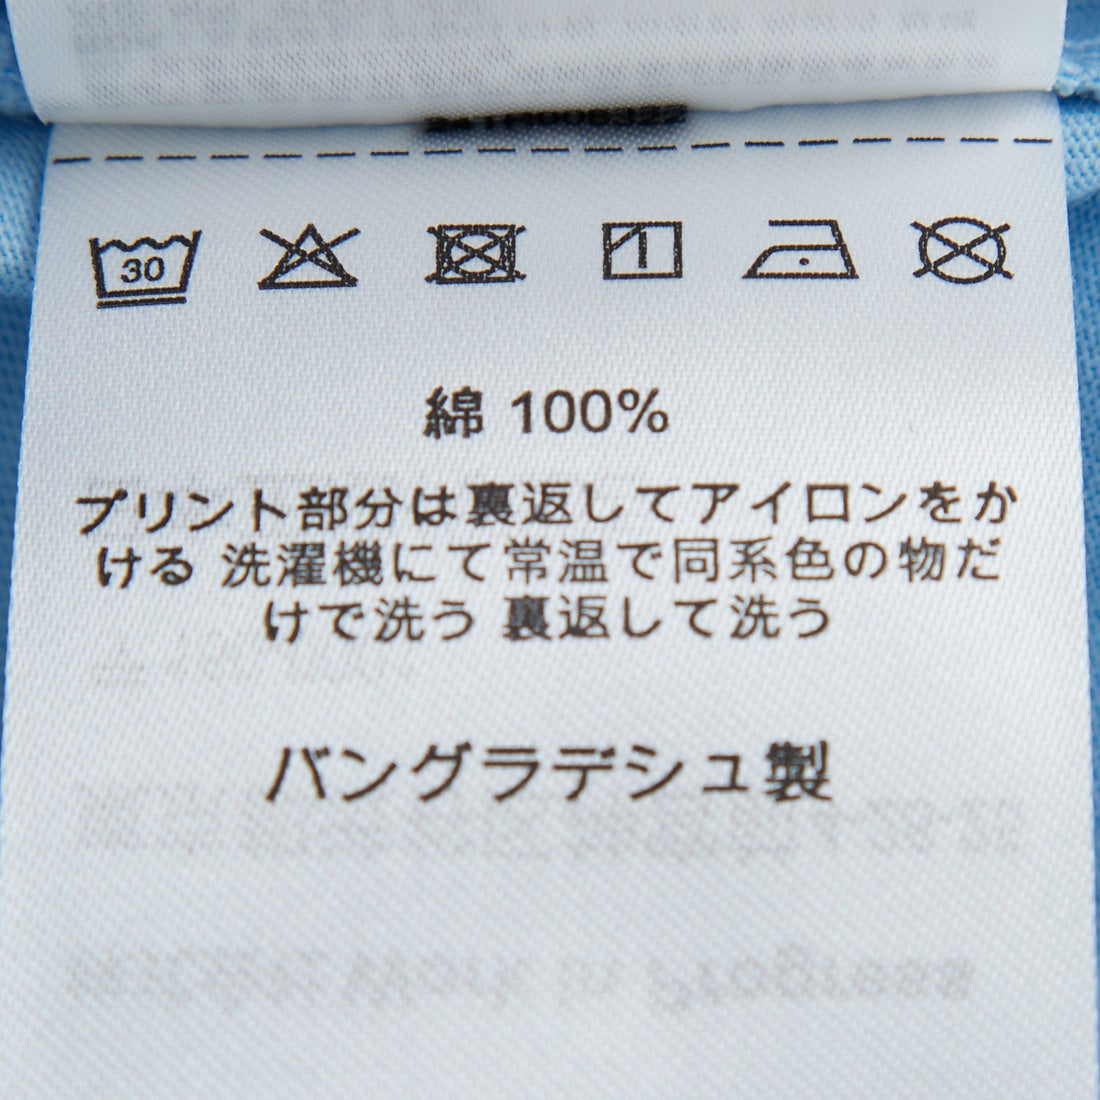 30
綿 100%
プリント部分は裏返してアイロンをか
ける 洗濯機にて常温で同系色の物だ
けで洗う 裏返して洗う
バングラデシュ製